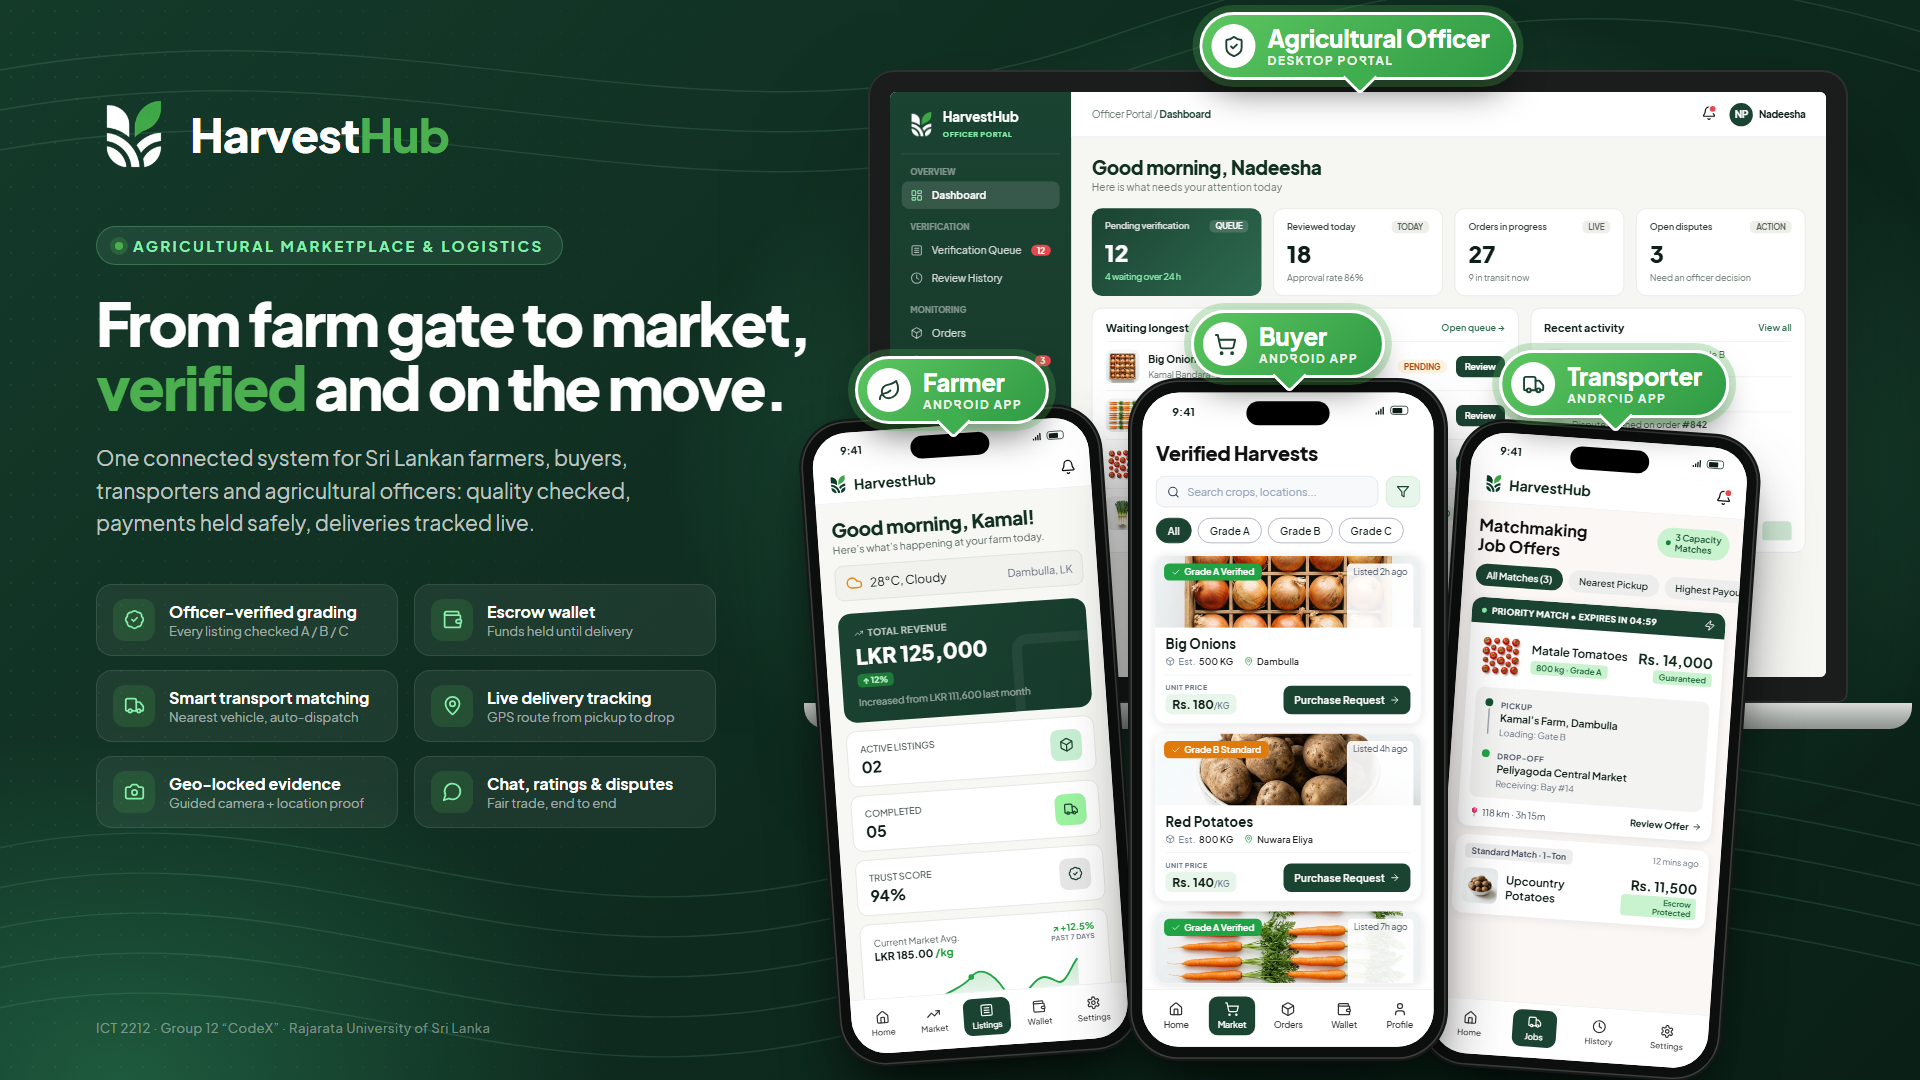 HarvestHub
AGRICULTURAL MARKETPLACE & LOGISTICS
From farm gate to market,
verified and on the move.
One connected system for Sri Lankan farmers, buyers,
transporters and agricultural officers: quality checked,
payments held safely, deliveries tracked live.
Officer-verified grading
Every listing checked A / B / C
Escrow wallet
Funds held until delivery
Smart transport matching
Nearest vehicle, auto-dispatch
Live delivery tracking
GPS route from pickup to drop
Geo-locked evidence
Guided camera + location proof
Chat, ratings & disputes
Fair trade, end to end
ICT 2212 · Group 12 "CodeX" · Rajarata University of Sri Lanka
Agricultural Officer
DESKTOP PORTAL
HarvestHub
OFFICER PORTAL
OVERVIEW
Dashboard
VERIFICATION
Verification Queue 12
Review History
MONITORING
Orders
3
Officer Portal / Dashboard
NP Nadeesha
Good morning, Nadeesha
Here is what needs your attention today
Pending verification QUEUE
12
4 waiting over 24 h
Reviewed today TODAY
18
Approval rate 86%
Orders in progress LIVE
27
9 in transit now
Open disputes ACTION
3
Need an officer decision
Waiting longest
Open queue →
Big Onions
Kamal Bandara
PENDING
Review
Review
Recent activity
View all
on order #842
Farmer
ANDROID APP
9:41
HarvestHub
Good morning, Kamal!
Here's what's happening at your farm today.
28°C, Cloudy
Dambulla, LK
TOTAL REVENUE
LKR 125,000
↑ 12%
Increased from LKR 111,600 last month
ACTIVE LISTINGS
02
COMPLETED
05
TRUST SCORE
94%
Current Market Avg.
LKR 185.00 /kg
+12.5%
PAST 7 DAYS
Home
Market
Listings
Wallet
Settings
Buyer
ANDROID APP
9:41
Verified Harvests
Search crops, locations...
All
Grade A
Grade B
Grade C
Grade A Verified
Listed 2h ago
Big Onions
Est. 500 KG
Dambulla
UNIT PRICE
Rs. 180/KG
Purchase Request →
Grade B Standard
Listed 4h ago
Red Potatoes
Est. 800 KG
Nuwara Eliya
UNIT PRICE
Rs. 140/KG
Purchase Request →
Grade A Verified
Listed 7h ago
Home
Market
Orders
Wallet
Profile
Transporter
ANDROID APP
9:41
HarvestHub
Matchmaking
Job Offers
3 Capacity
Matches
All Matches (3)
Nearest Pickup
Highest Payou
PRIORITY MATCH • EXPIRES IN 04:59
Matale Tomatoes
800 kg · Grade A
Rs. 14,000
Guaranteed
PICKUP
Kamal's Farm, Dambulla
Loading: Gate B
DROP-OFF
Peliyagoda Central Market
Receiving: Bay #14
118 km · 3h 15m
Review Offer →
Standard Match · 1-Ton
12 mins ago
Upcountry
Potatoes
Rs. 11,500
Escrow
Protected
Home
Jobs
History
Settings